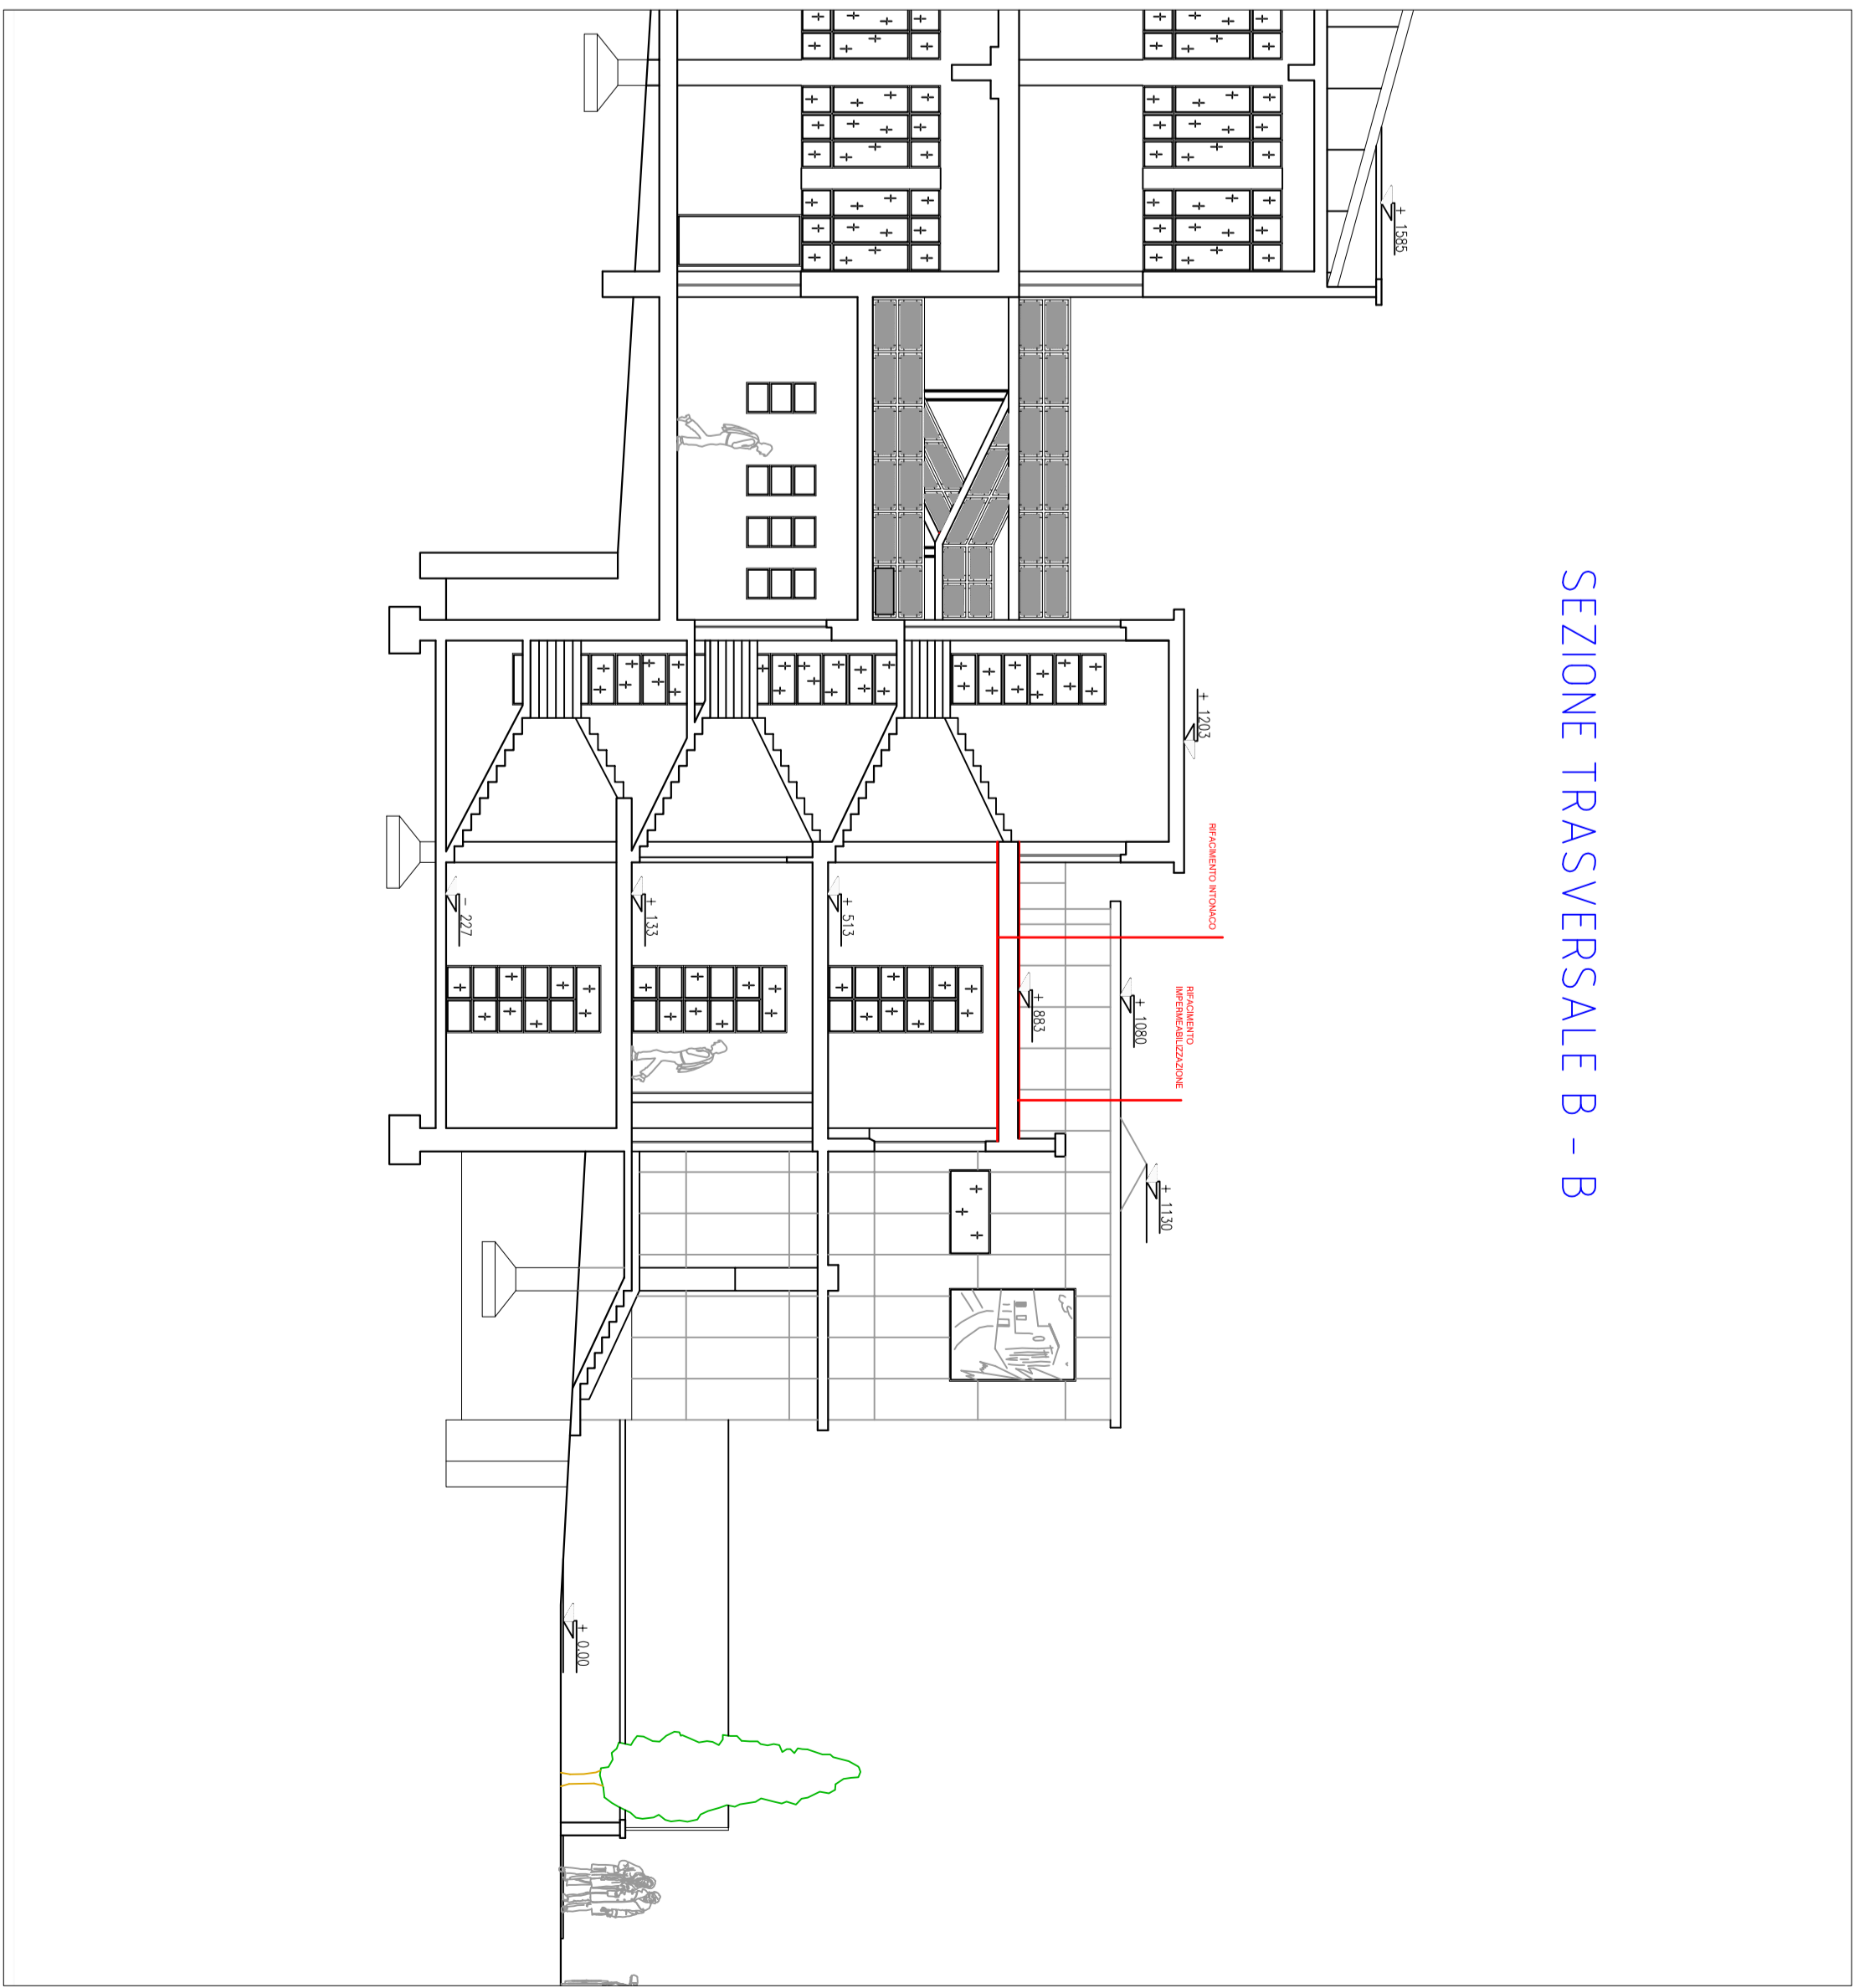 SEZIONE TRASVERSALE B - B
+ 1585
+ 1203
RIFACIMENTO INTONACO
RIFACIMENTO
IMPERMEABILIZZAZIONE
+ 1130
+ 1080
+ 883
+ 513
+ 133
- 227
+ 0.00